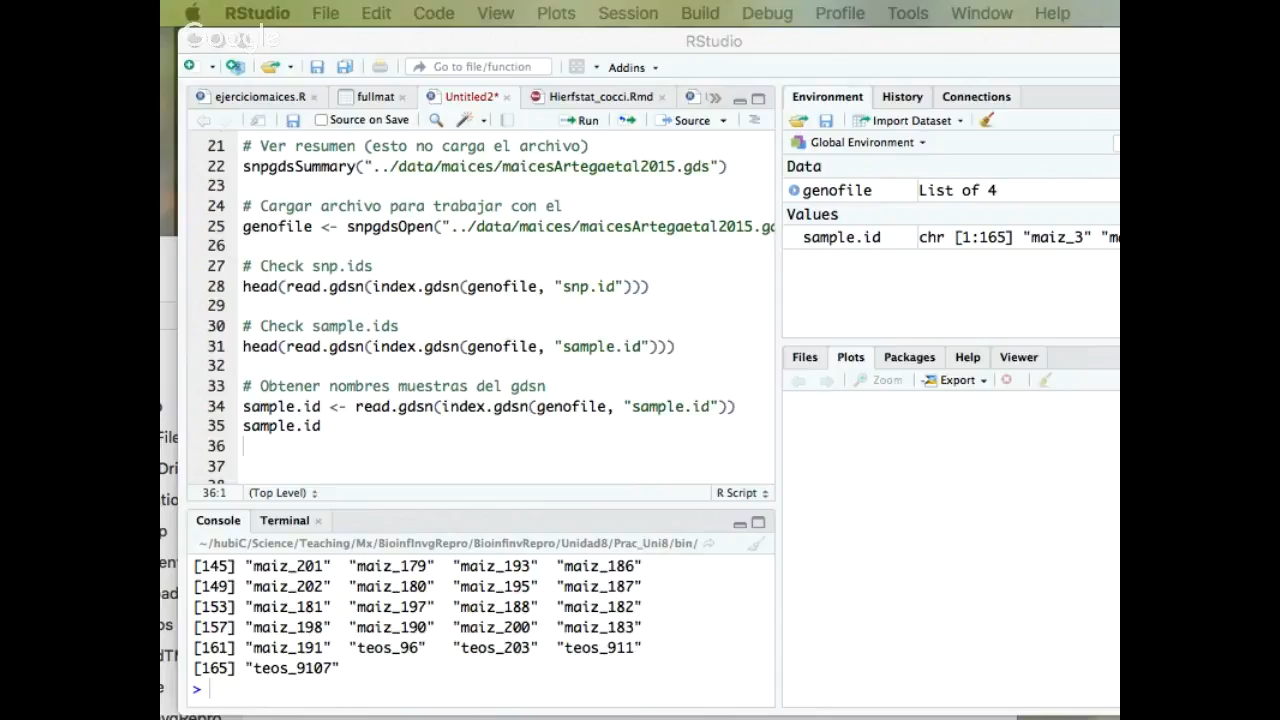 RStudio File Edit Code View Plots Session Build Debug Profile Tools Window Help
Google
RStudio
Go to file/function Addins
ejerciciomaices.R fullmat Untitled2* Hierfstat_cocci.Rmd
Source on Save Run Source
21 # Ver resumen (esto no carga el archivo)
22 snpgdsSummary("../data/maices/maicesArtegaetal2015.gds")
23
24 # Cargar archivo para trabajar con el
25 genofile <- snpgdsOpen("../data/maices/maicesArtegaetal2015.go
26
27 # Check snp.ids
28 head(read.gdsn(index.gdsn(genofile, "snp.id")))
29
30 # Check sample.ids
31 head(read.gdsn(index.gdsn(genofile, "sample.id")))
32
33 # Obtener nombres muestras del gdsn
34 sample.id <- read.gdsn(index.gdsn(genofile, "sample.id"))
35 sample.id
36
37
36:1 (Top Level) R Script
Console Terminal
~/hubiC/Science/Teaching/Mx/BioinfInvgRepro/BioinfinvRepro/Unidad8/Prac_Uni8/bin/
[145] "maiz_201" "maiz_179" "maiz_193" "maiz_186"
[149] "maiz_202" "maiz_180" "maiz_195" "maiz_187"
[153] "maiz_181" "maiz_197" "maiz_188" "maiz_182"
[157] "maiz_198" "maiz_190" "maiz_200" "maiz_183"
[161] "maiz_191" "teos_96" "teos_203" "teos_911"
[165] "teos_9107"
>
Environment History Connections
Import Dataset
Global Environment
Data
genofile List of 4
Values
sample.id chr [1:165] "maiz_3" "m
Files Plots Packages Help Viewer
Zoom Export